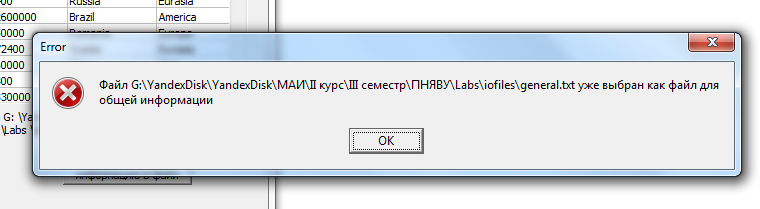 Russia Eurasia
2600000 Brazil America
Error
Файл G:\YandexDisk\YandexDisk\МАИ\II курс\III семестр\ПНЯВУ\Labs\iofiles\general.txt уже выбран как файл для
общей информации
OK